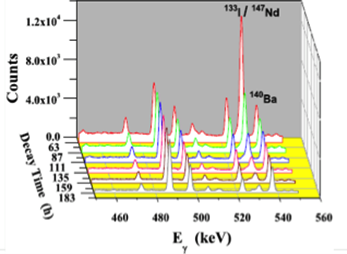 ¹³³I / ¹⁴⁷Nd
¹⁴⁰Ba
Counts
1.2x10⁴
8.0x10³
4.0x10³
0.0
Decay Time (h)
63
87
111
135
159
183
460 480 500 520 540 560
E_γ (keV)